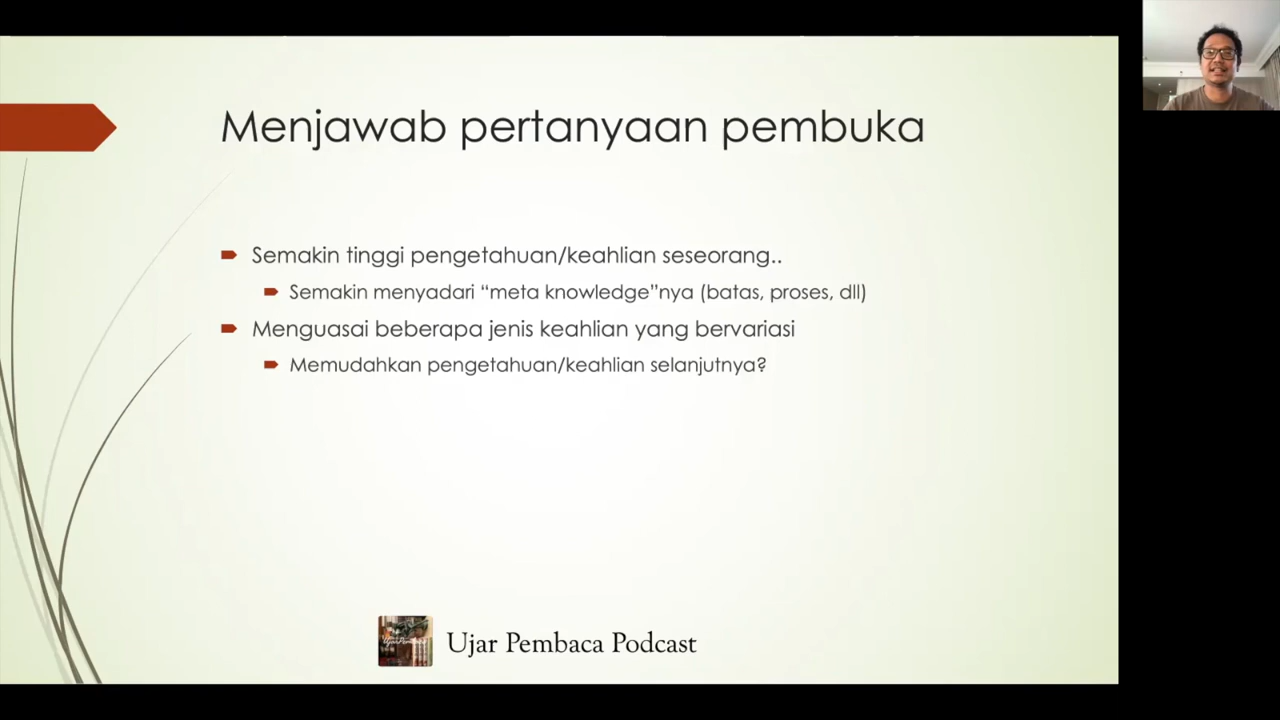 Menjawab pertanyaan pembuka
Semakin tinggi pengetahuan/keahlian seseorang..
Semakin menyadari “meta knowledge”nya (batas, proses, dll)
Menguasai beberapa jenis keahlian yang bervariasi
Memudahkan pengetahuan/keahlian selanjutnya?
UjarPembaca
Ujar Pembaca Podcast